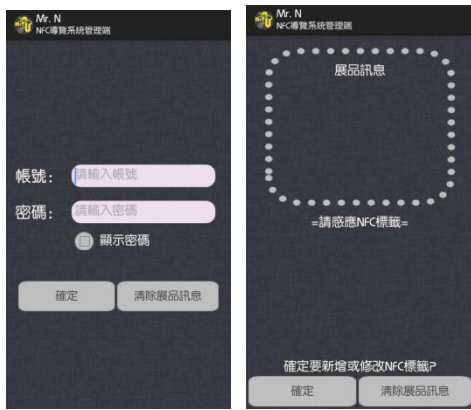 Mr. N
NFC導覽系統管理端
帳號：
請輸入帳號
密碼：
請輸入密碼
顯示密碼
確定
清除展品訊息
Mr. N
NFC導覽系統管理端
展品訊息
=請感應NFC標籤=
確定要新增或修改NFC標籤?
確定
清除展品訊息